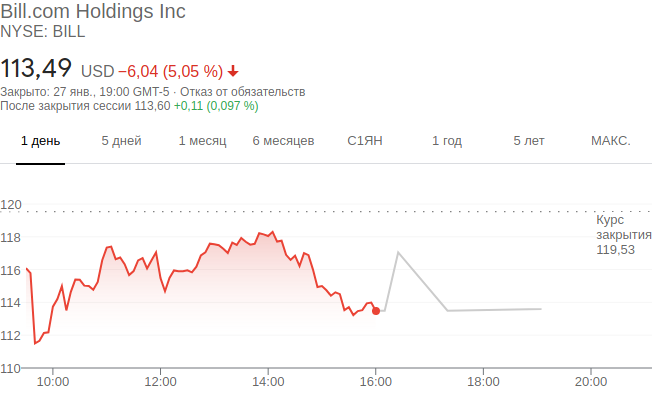 Bill.com Holdings Inc
NYSE: BILL
113,49 USD −6,04 (5,05 %)
Закрыто: 27 янв., 19:00 GMT-5 · Отказ от обязательств
После закрытия сессии 113,60 +0,11 (0,097 %)
1 день 5 дней 1 месяц 6 месяцев С1ЯН 1 год 5 лет МАКС.
120
Курс
закрытия
119,53
118
116
114
112
110
10:00 12:00 14:00 16:00 18:00 20:00